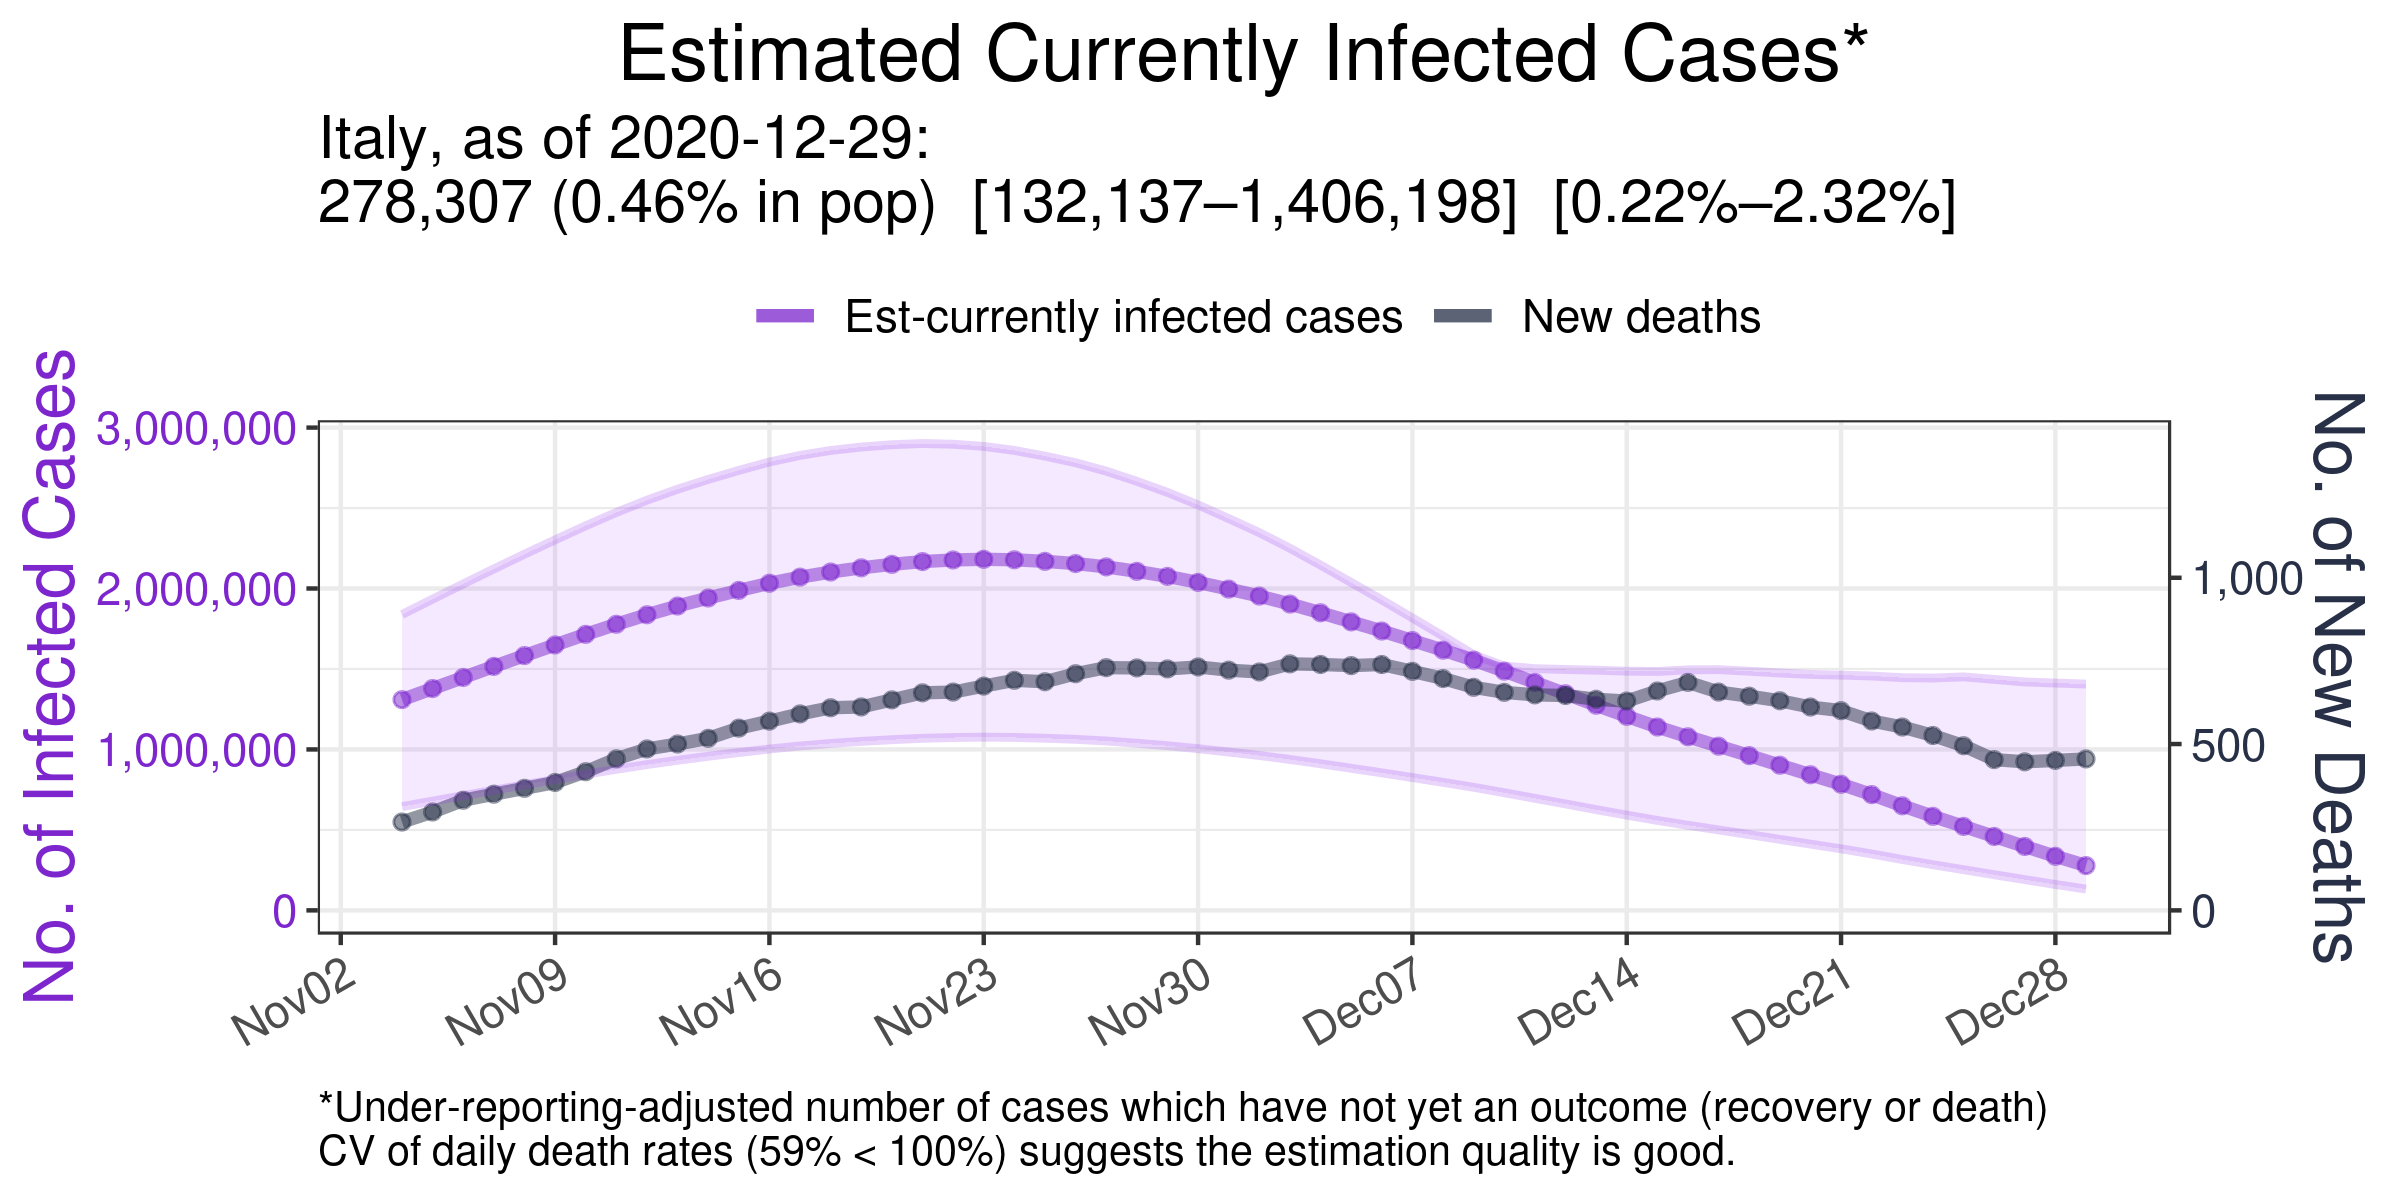 Estimated Currently Infected Cases*
Italy, as of 2020-12-29:
278,307 (0.46% in pop)  [132,137–1,406,198]  [0.22%–2.32%]
Est-currently infected cases
New deaths
No. of Infected Cases
3,000,000
2,000,000
1,000,000
0
No. of New Deaths
1,000
500
0
Nov02
Nov09
Nov16
Nov23
Nov30
Dec07
Dec14
Dec21
Dec28
*Under-reporting-adjusted number of cases which have not yet an outcome (recovery or death)
CV of daily death rates (59% < 100%) suggests the estimation quality is good.